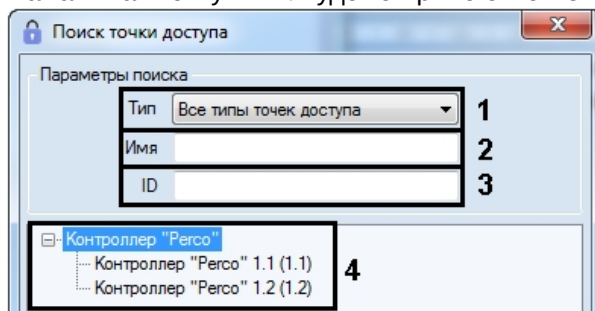 Поиск точки доступа
Параметры поиска
Тип Все типы точек доступа 1
Имя 2
ID 3
Контроллер "Perco"
Контроллер "Perco" 1.1 (1.1)
Контроллер "Perco" 1.2 (1.2)
4